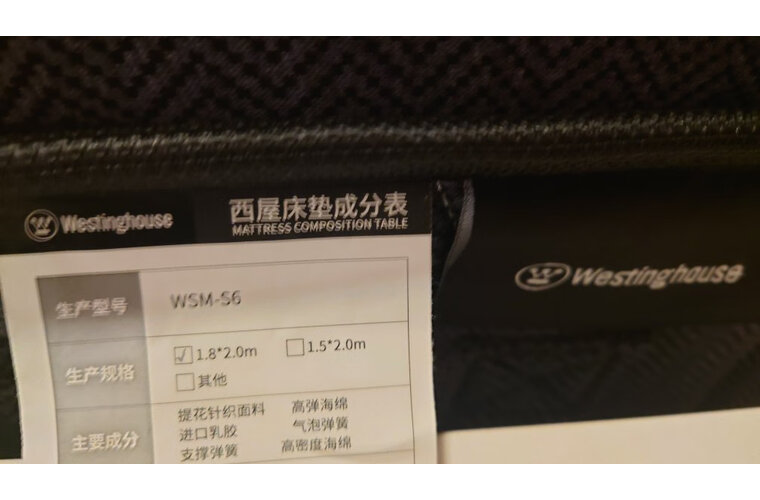 Westinghouse
西屋床垫成分表
MATTRESS COMPOSITION TABLE
Westinghouse
生产型号 WSM-S6
生产规格 ☑1.8*2.0m ☐1.5*2.0m
☐其他
主要成分 提花针织面料 高弹海绵
进口乳胶 气泡弹簧
支撑弹簧 高密度海绵